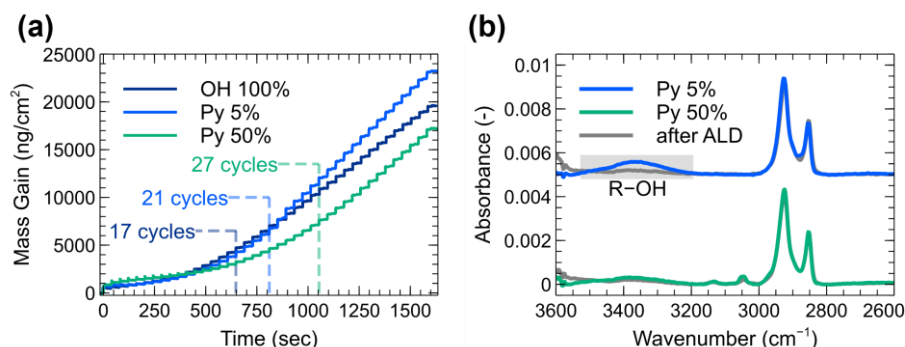 (a)
25000
20000
15000
10000
5000
0
Mass Gain (ng/cm²)
OH 100%
Py 5%
Py 50%
27 cycles
21 cycles
17 cycles
0 250 500 750 1000 1250 1500
Time (sec)
(b)
0.01
0.008
0.006
0.004
0.002
0
Absorbance (-)
Py 5%
Py 50%
after ALD
R−OH
3600 3400 3200 3000 2800 2600
Wavenumber (cm⁻¹)